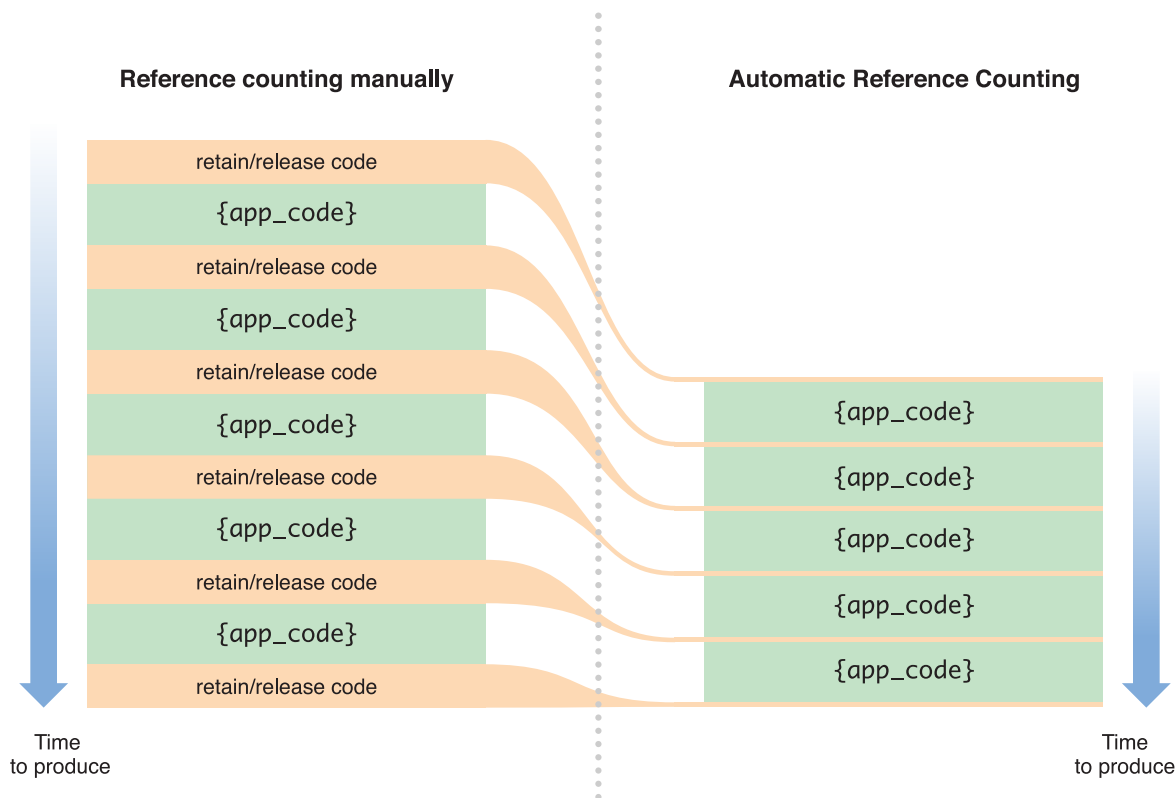 Reference counting manually
Automatic Reference Counting
retain/release code
{app_code}
retain/release code
{app_code}
retain/release code
{app_code}
retain/release code
{app_code}
retain/release code
{app_code}
retain/release code
{app_code}
{app_code}
{app_code}
{app_code}
{app_code}
Time
to produce
Time
to produce